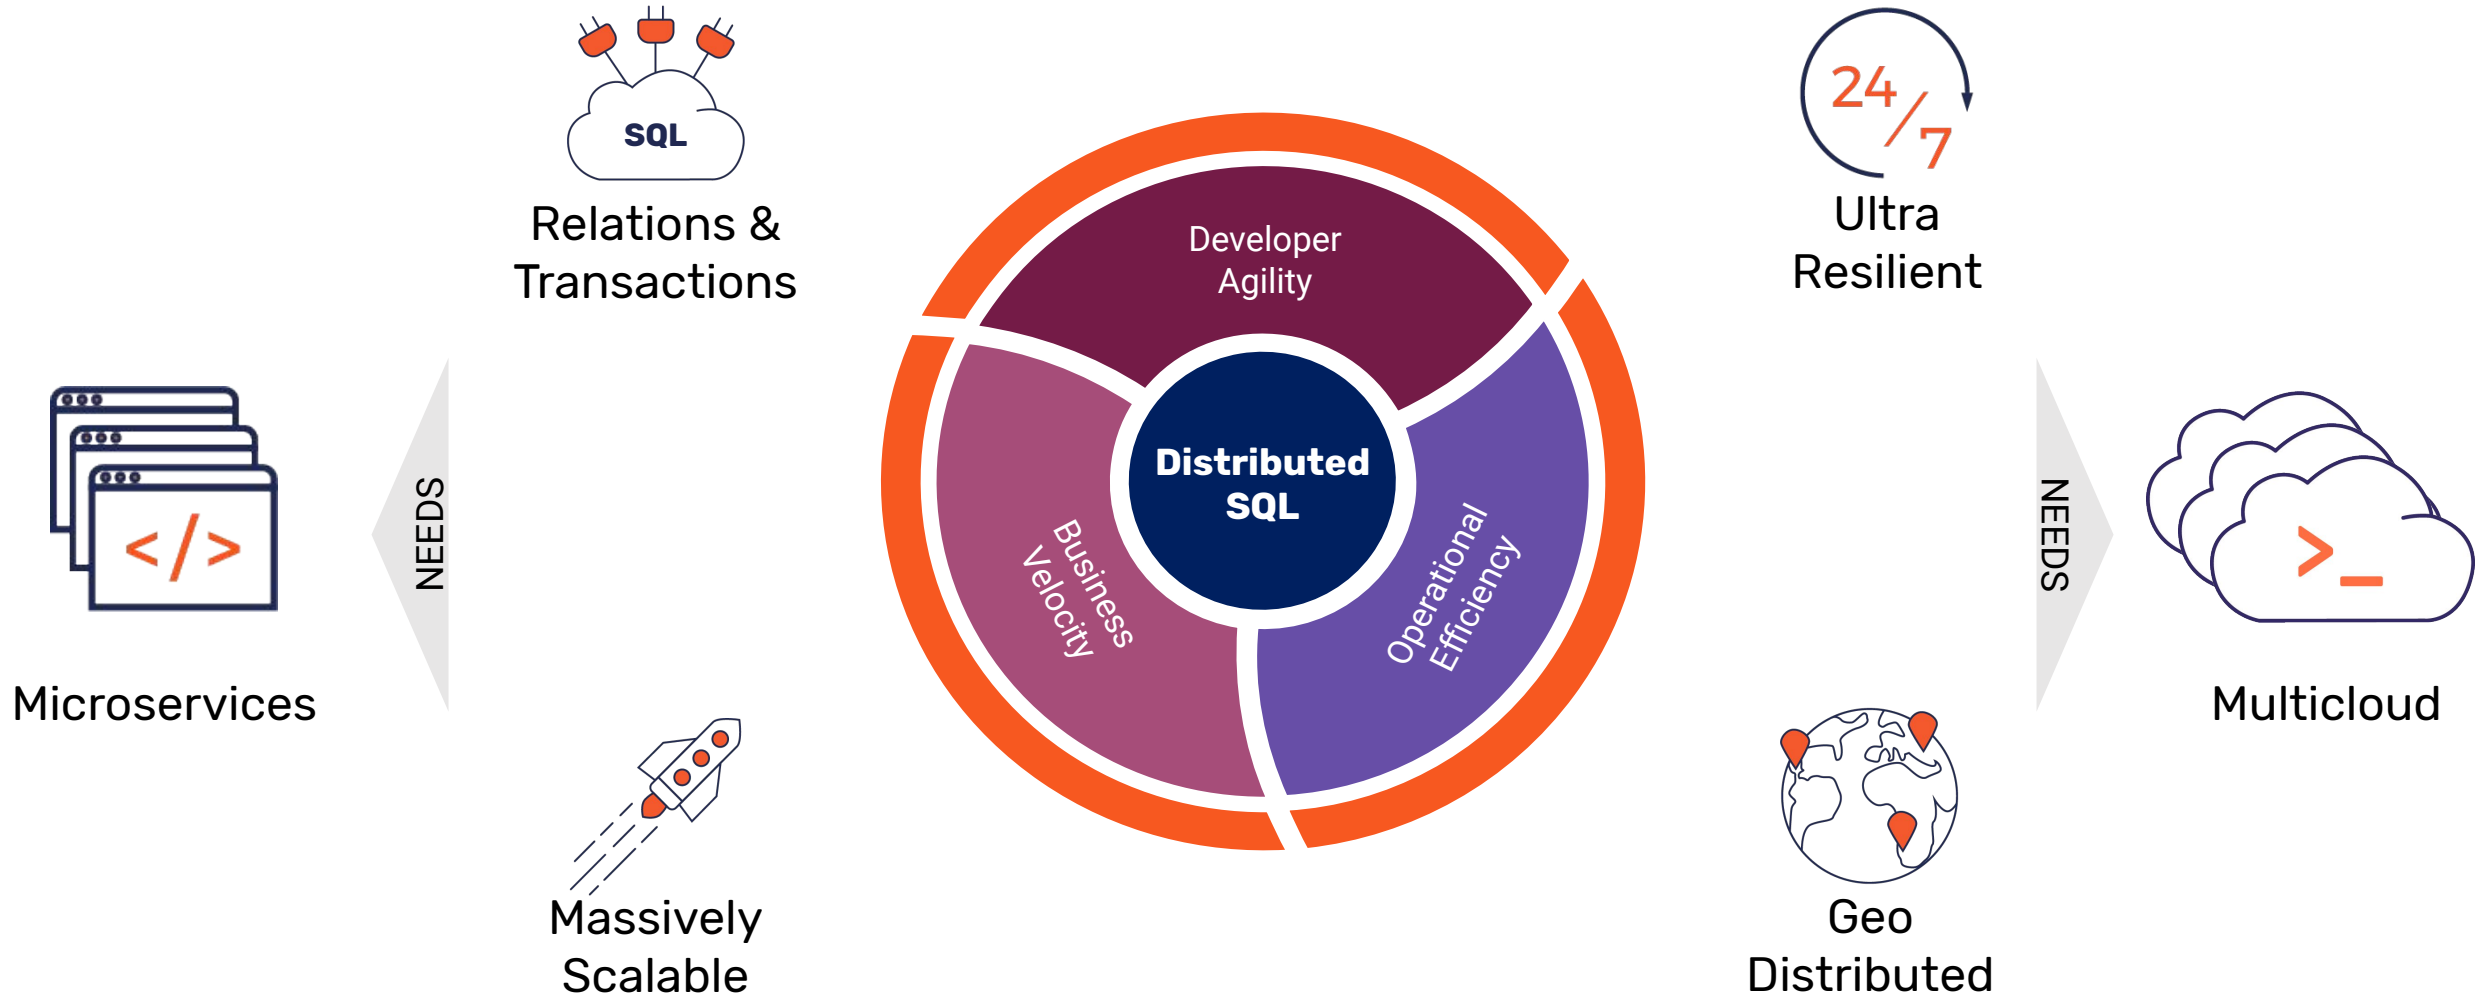 SQL
Relations &
Transactions
24/7
Ultra
Resilient
Developer
Agility
Distributed
SQL
Business
Velocity
Operational
Efficiency
NEEDS
NEEDS
</>
>_
Microservices
Multicloud
Massively
Scalable
Geo
Distributed